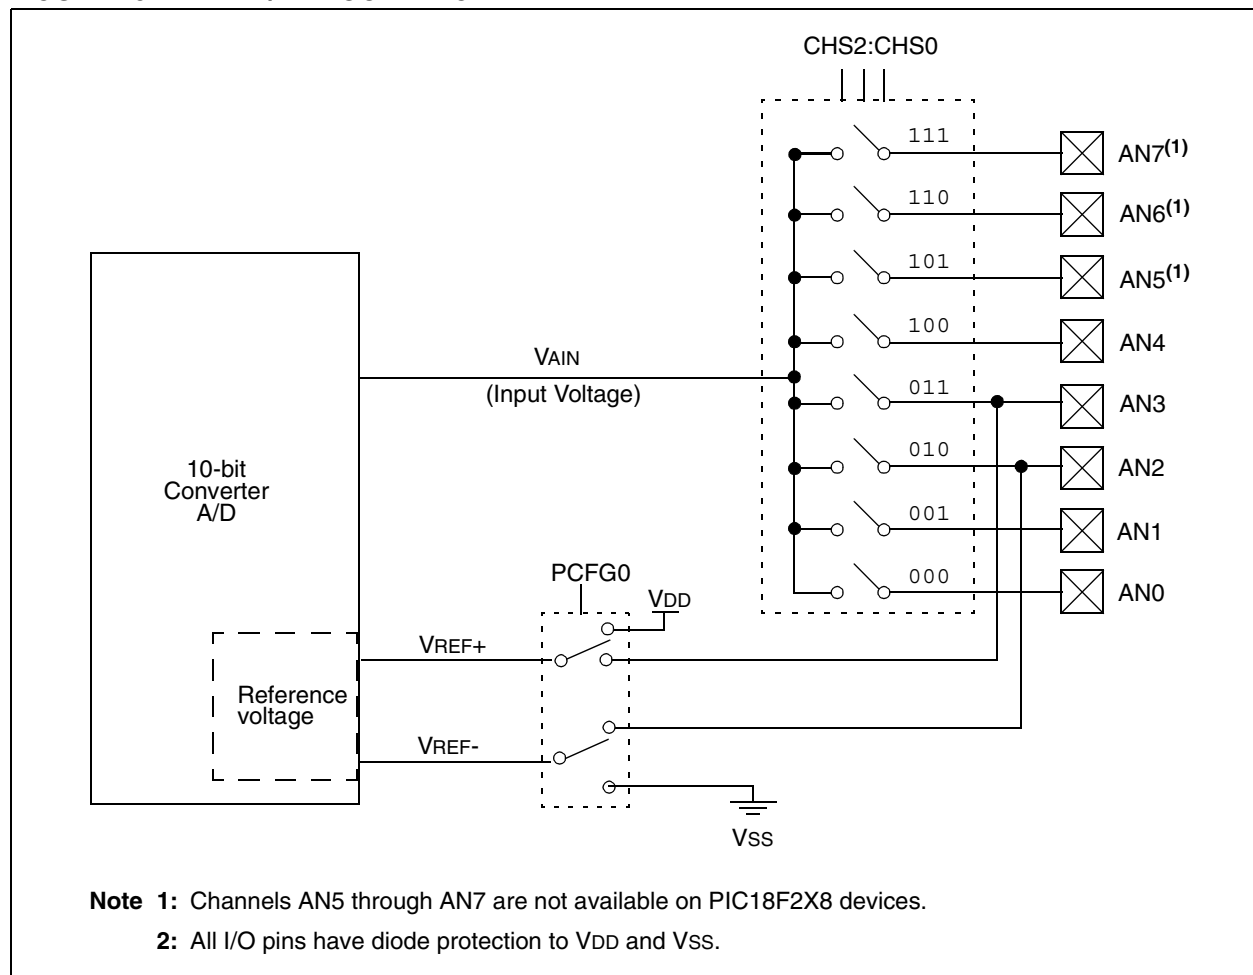 CHS2:CHS0
111
AN7(1)
110
AN6(1)
101
AN5(1)
100
AN4
VAIN
(Input Voltage)
011
AN3
10-bit
Converter
A/D
010
AN2
001
AN1
PCFG0
000
AN0
VDD
VREF+
Reference
voltage
VREF-
VSS
Note 1: Channels AN5 through AN7 are not available on PIC18F2X8 devices.
2: All I/O pins have diode protection to VDD and VSS.